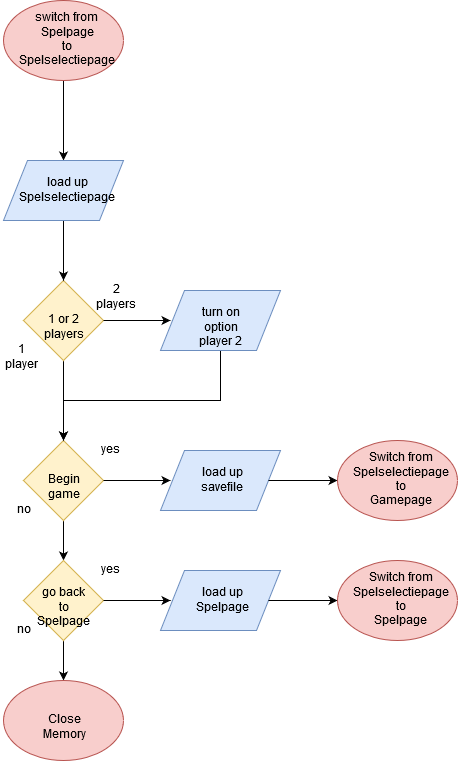 switch from
Spelpage
to
Spelselectiepage
load up
Spelselectiepage
2
players
1 or 2
players
turn on
option
player 2
1
player
yes
Begin
game
load up
savefile
Switch from
Spelselectiepage
to
Gamepage
no
yes
go back
to
Spelpage
load up
Spelpage
Switch from
Spelselectiepage
to
Spelpage
no
Close
Memory